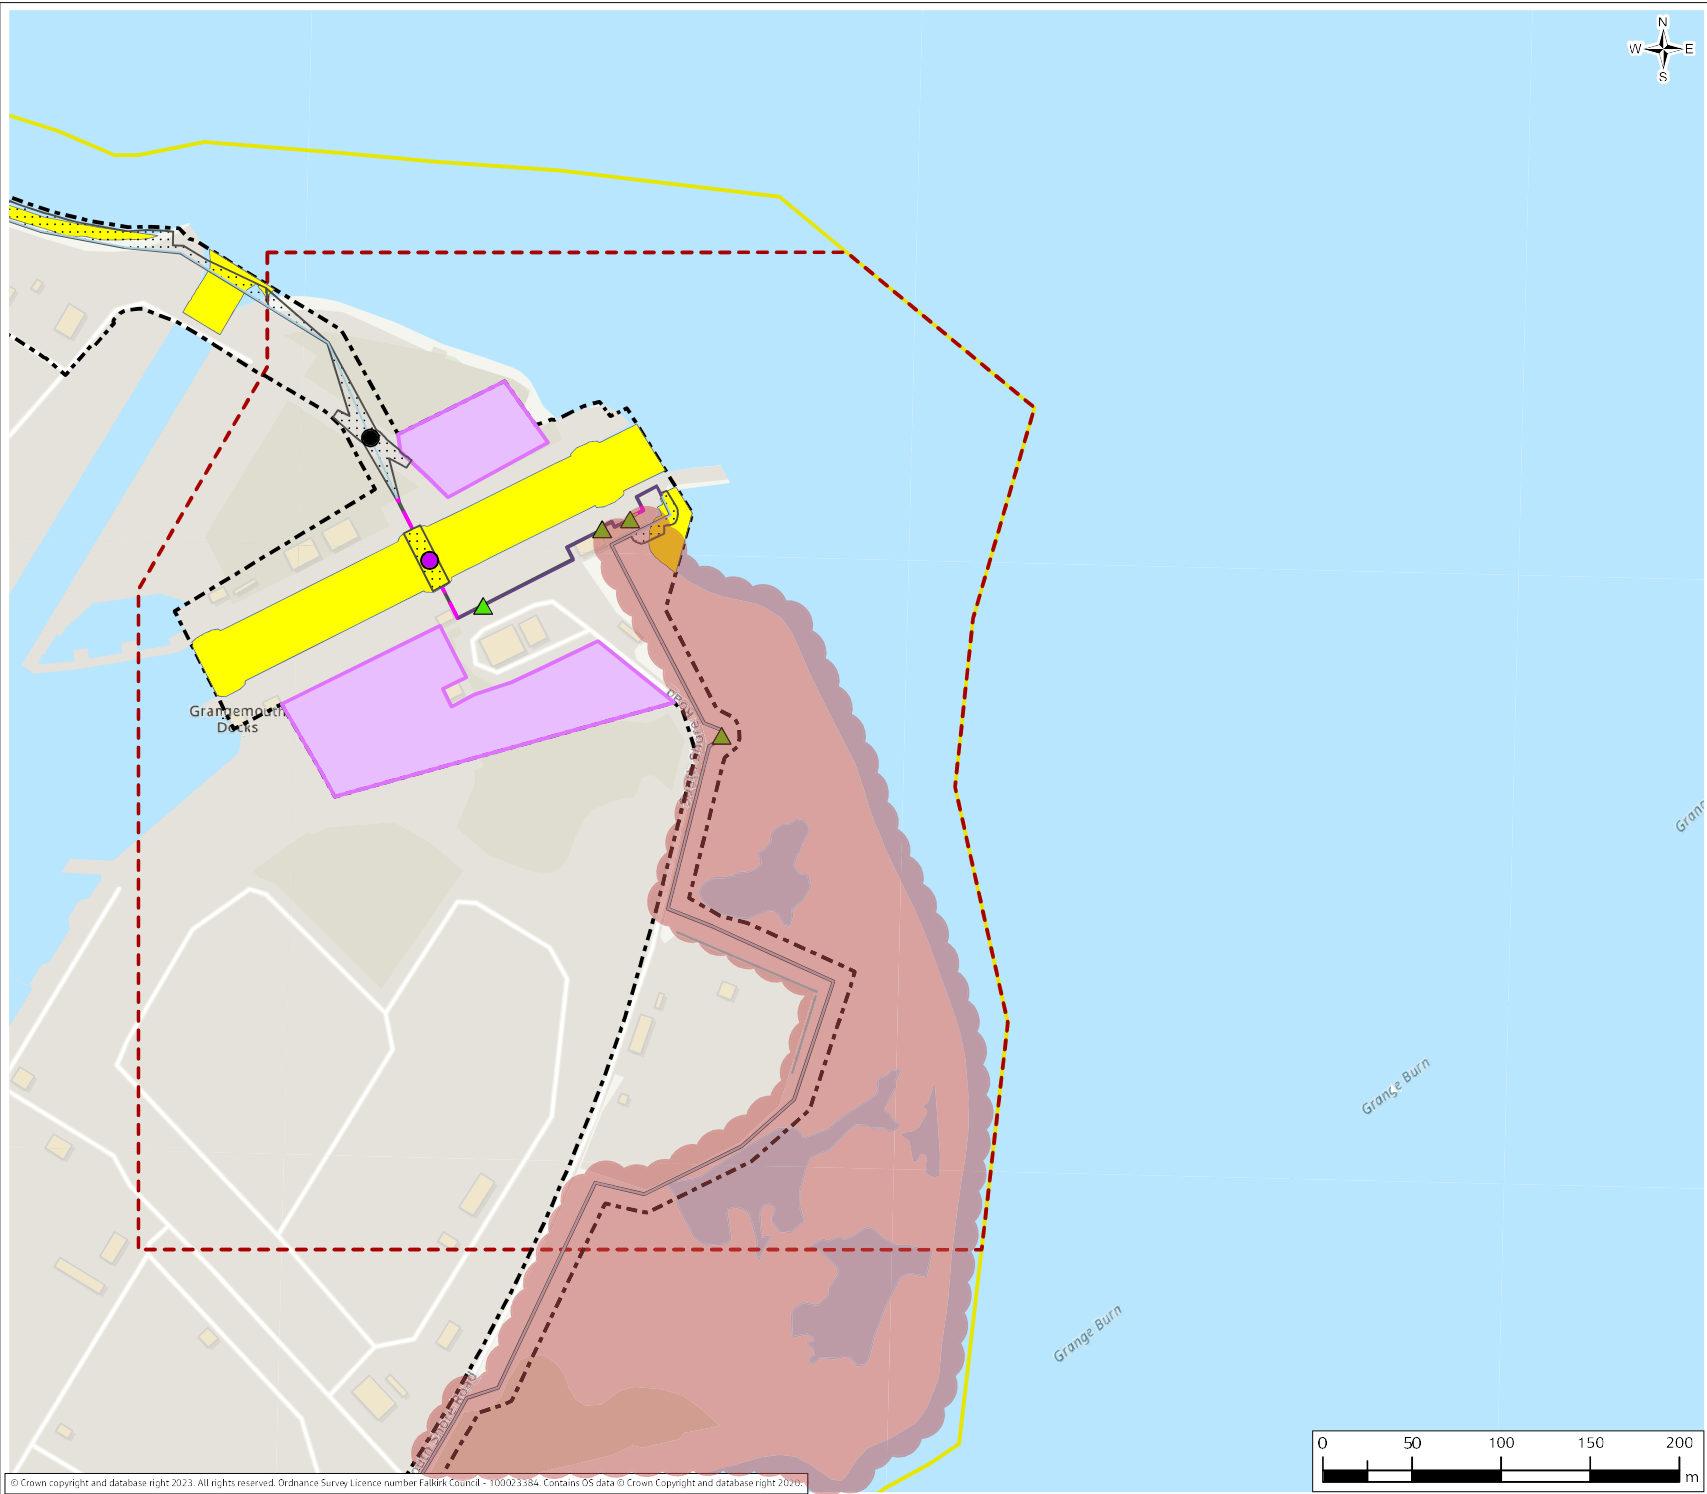 N
W E
S
Grangemouth
Docks
Grange Burn
Grange Burn
0 50 100 150 200
m
© Crown copyright and database right 2023. All rights reserved. Ordnance Survey Licence number Falkirk Council - 100023384. Contains OS data © Crown Copyright and database right 2020.